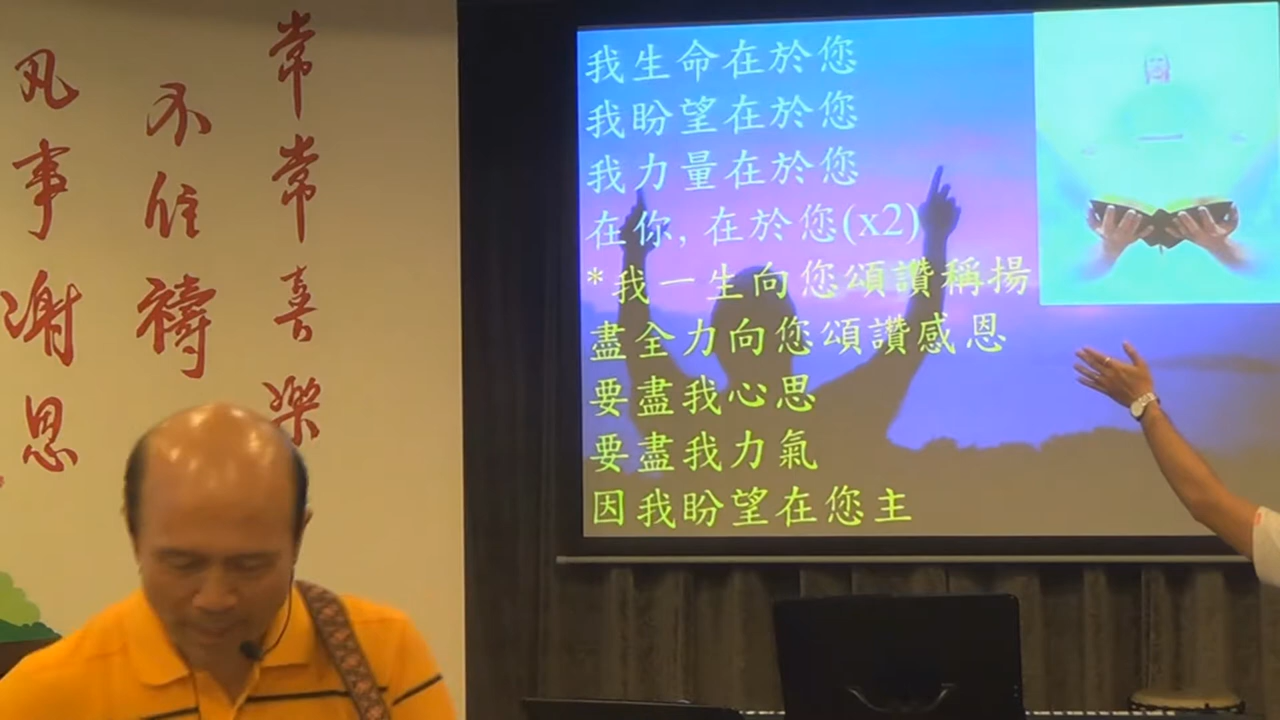 常常喜樂
不住禱
凡事谢恩
我生命在於您
我盼望在於您
我力量在於您
在你, 在於您(x2)
*我一生向您頌讚稱揚
盡全力向您頌讚感恩
要盡我心思
要盡我力氣
因我盼望在您主